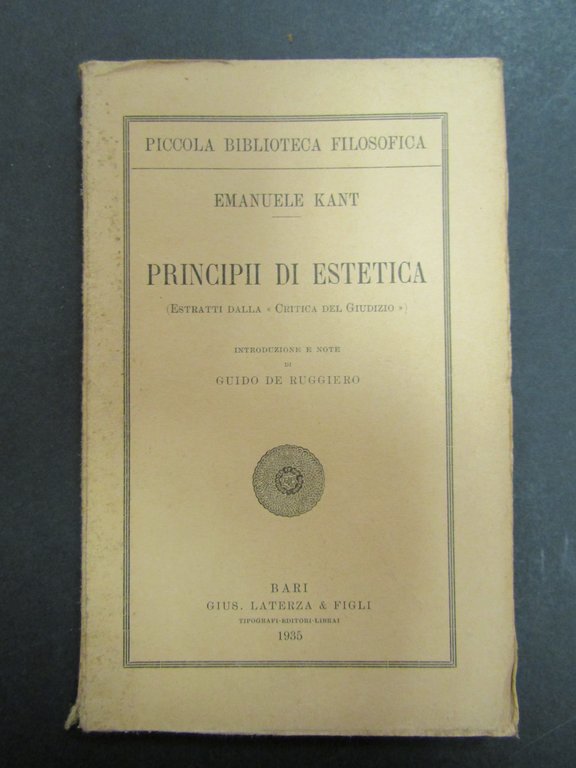 PICCOLA BIBLIOTECA FILOSOFICA
EMANUELE KANT
PRINCIPII DI ESTETICA
(ESTRATTI DALLA « CRITICA DEL GIUDIZIO »)
INTRODUZIONE E NOTE
DI
GUIDO DE RUGGIERO
BARI
GIUS. LATERZA & FIGLI
TIPOGRAFI-EDITORI-LIBRAI
1935